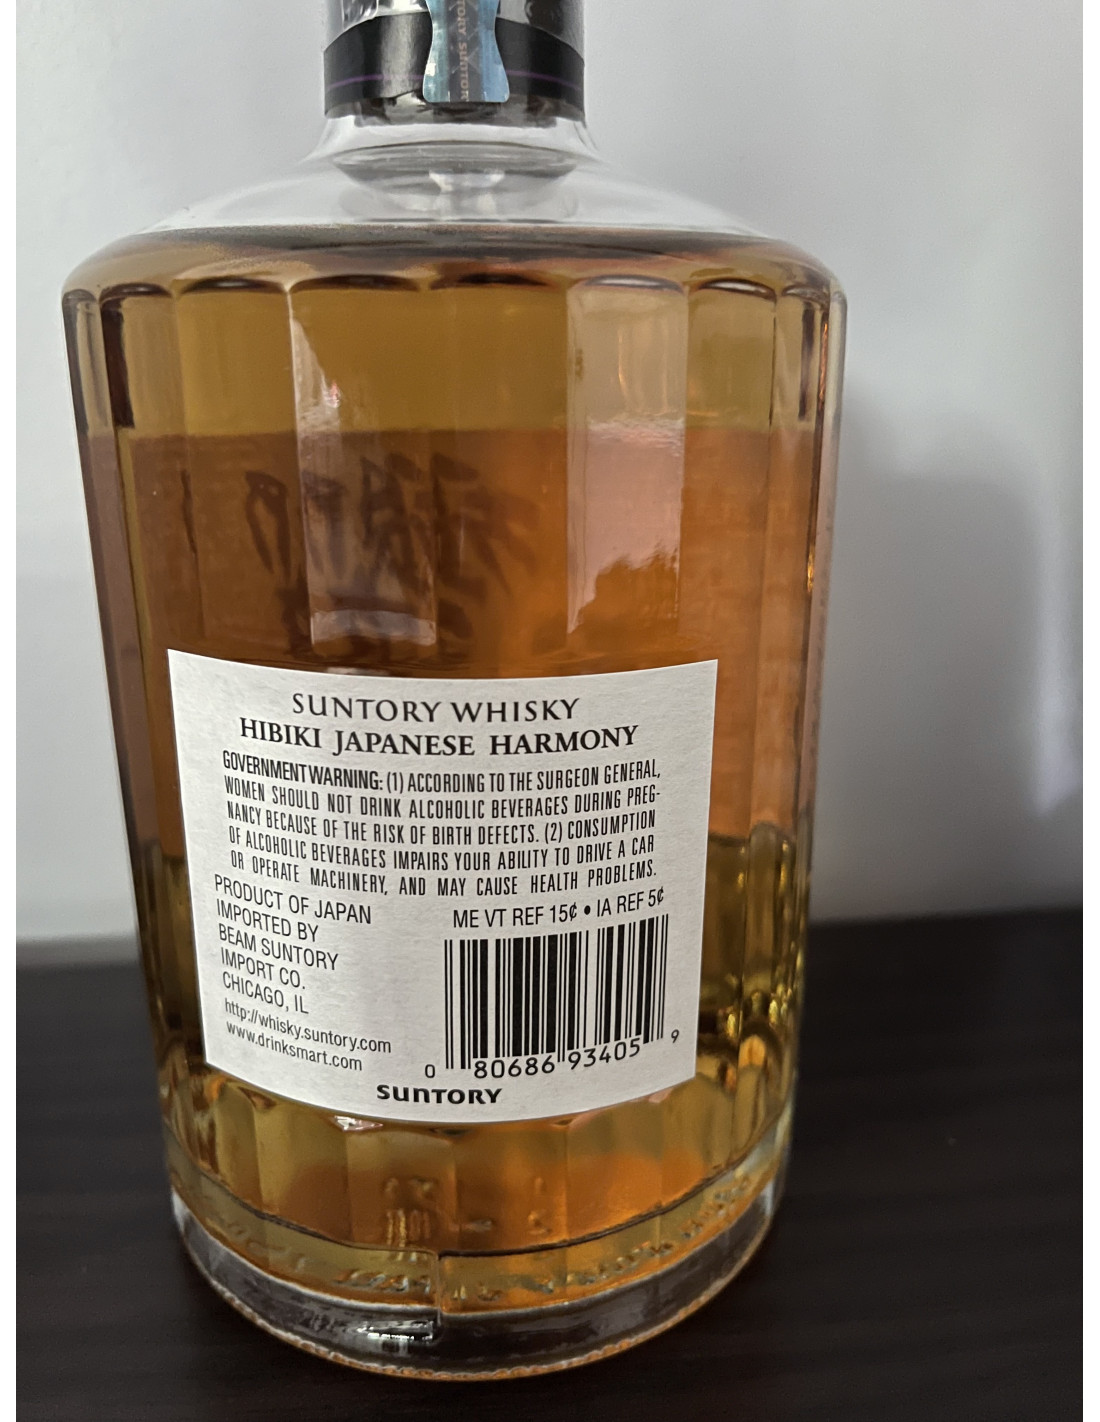 SUNTORY SUNTOR
SUNTORY WHISKY
HIBIKI JAPANESE HARMONY
GOVERNMENT WARNING: (1) ACCORDING TO THE SURGEON GENERAL,
WOMEN SHOULD NOT DRINK ALCOHOLIC BEVERAGES DURING PREG-
NANCY BECAUSE OF THE RISK OF BIRTH DEFECTS. (2) CONSUMPTION
OF ALCOHOLIC BEVERAGES IMPAIRS YOUR ABILITY TO DRIVE A CAR
OR OPERATE MACHINERY, AND MAY CAUSE HEALTH PROBLEMS.
PRODUCT OF JAPAN
IMPORTED BY
BEAM SUNTORY
IMPORT CO.
CHICAGO, IL
http://whisky.suntory.com
www.drinksmart.com
ME VT REF 15¢ • IA REF 5¢
0 80686 93405 9
SUNTORY